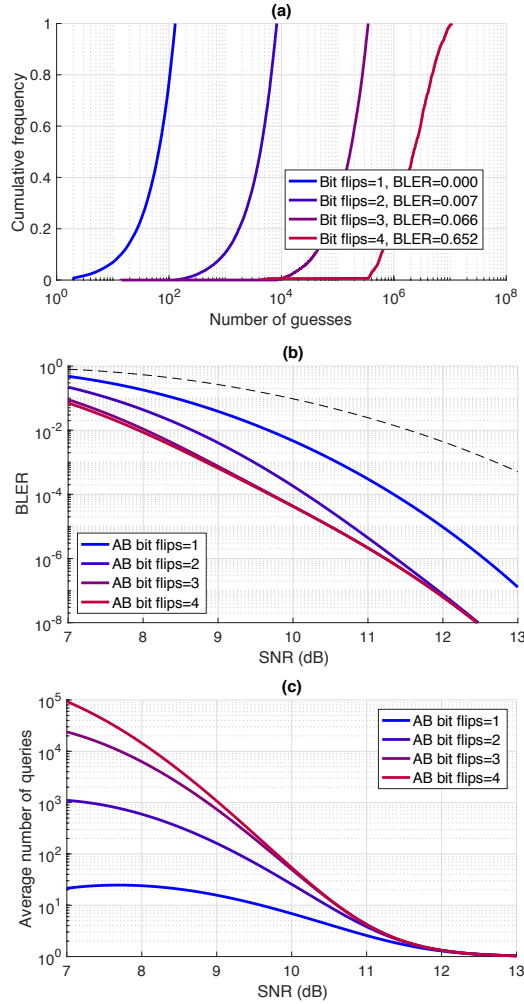 (a)
1
0.8
0.6
0.4
0.2
0
Cumulative frequency
Bit flips=1, BLER=0.000
Bit flips=2, BLER=0.007
Bit flips=3, BLER=0.066
Bit flips=4, BLER=0.652
10^0 10^2 10^4 10^6 10^8
Number of guesses
(b)
10^0
10^-2
10^-4
10^-6
10^-8
BLER
AB bit flips=1
AB bit flips=2
AB bit flips=3
AB bit flips=4
7 8 9 10 11 12 13
SNR (dB)
(c)
10^5
10^4
10^3
10^2
10^1
10^0
Average number of queries
AB bit flips=1
AB bit flips=2
AB bit flips=3
AB bit flips=4
7 8 9 10 11 12 13
SNR (dB)